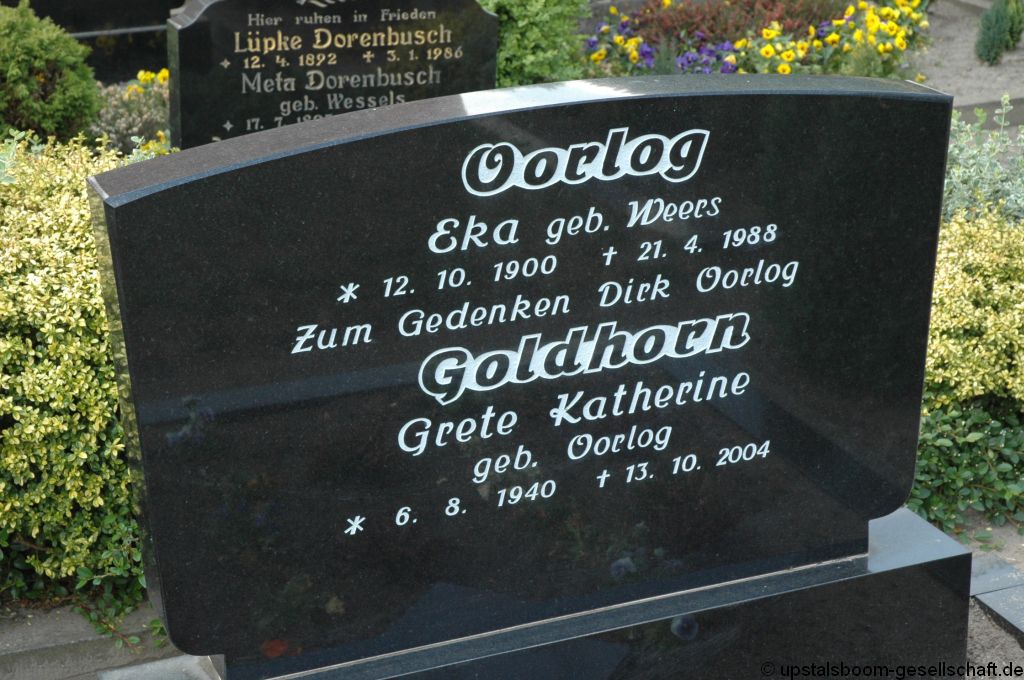 Hier ruhen in Frieden
Lüpke Dorenbusch
* 12. 4. 1892 † 3. 1. 1986
Meta Dorenbusch
geb. Wessels
* 17. 7.
Oorlog
Eka geb. Weers
* 12. 10. 1900 † 21. 4. 1988
Zum Gedenken Dirk Oorlog
Goldhorn
Grete Katherine
geb. Oorlog
* 6. 8. 1940 † 13. 10. 2004
© upstalsboom-gesellschaft.de